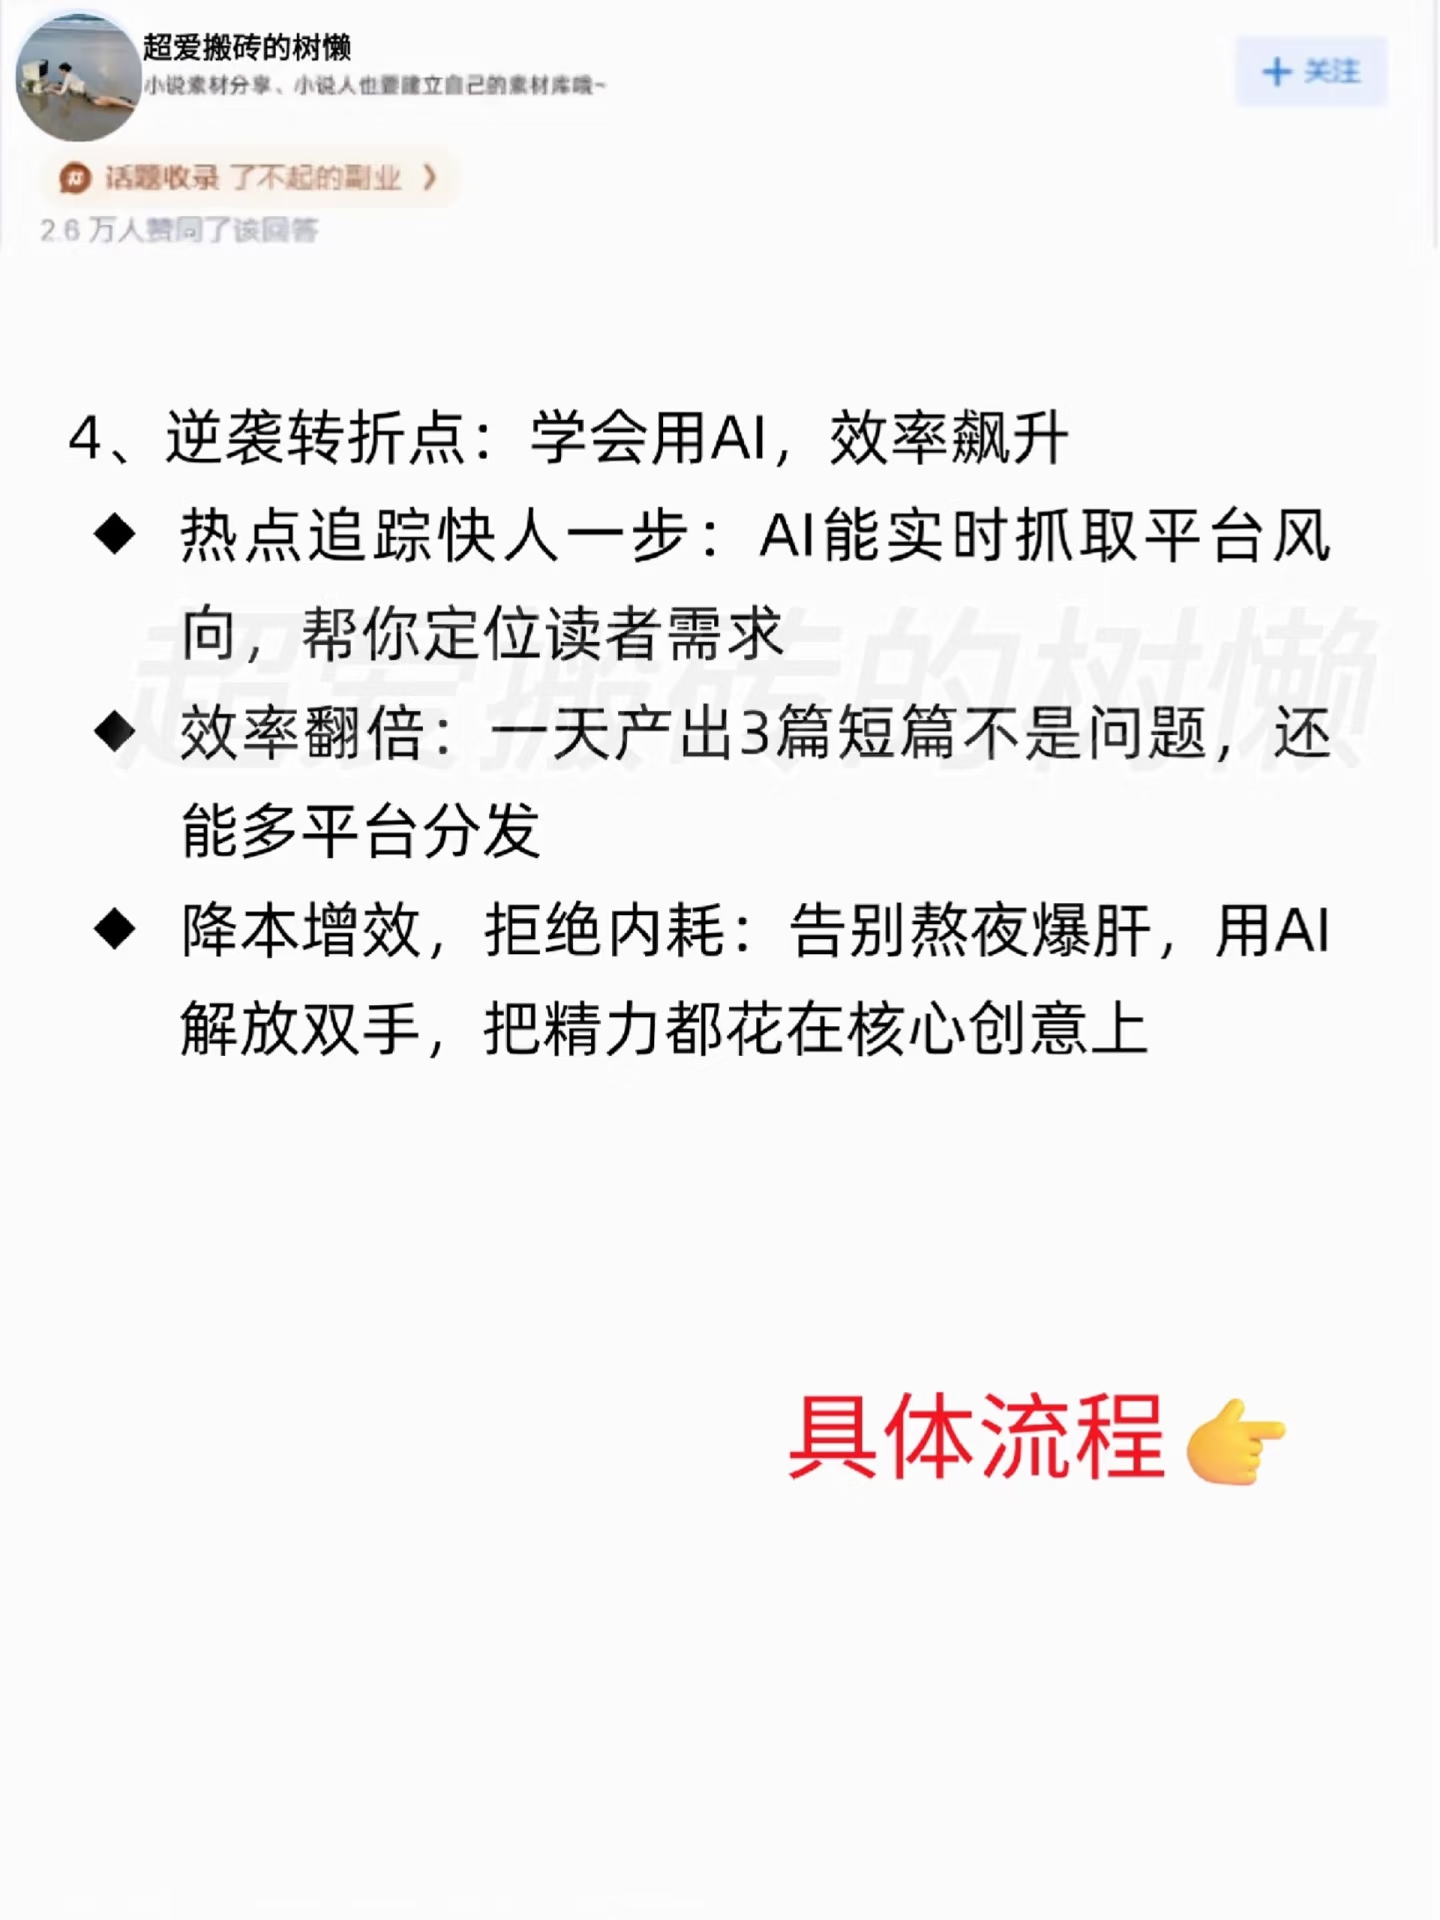 超爱搬砖的树懒
小说素材分享、小说人也要建立自己的素材库哦~
+ 关注
# 话题收录 了不起的副业 >
2.6 万人赞同了该回答
4、逆袭转折点：学会用AI，效率飙升
◆ 热点追踪快人一步：AI能实时抓取平台风
向，帮你定位读者需求
超爱搬砖的树懒
◆ 效率翻倍：一天产出3篇短篇不是问题，还
能多平台分发
◆ 降本增效，拒绝内耗：告别熬夜爆肝，用AI
解放双手，把精力都花在核心创意上
具体流程👉